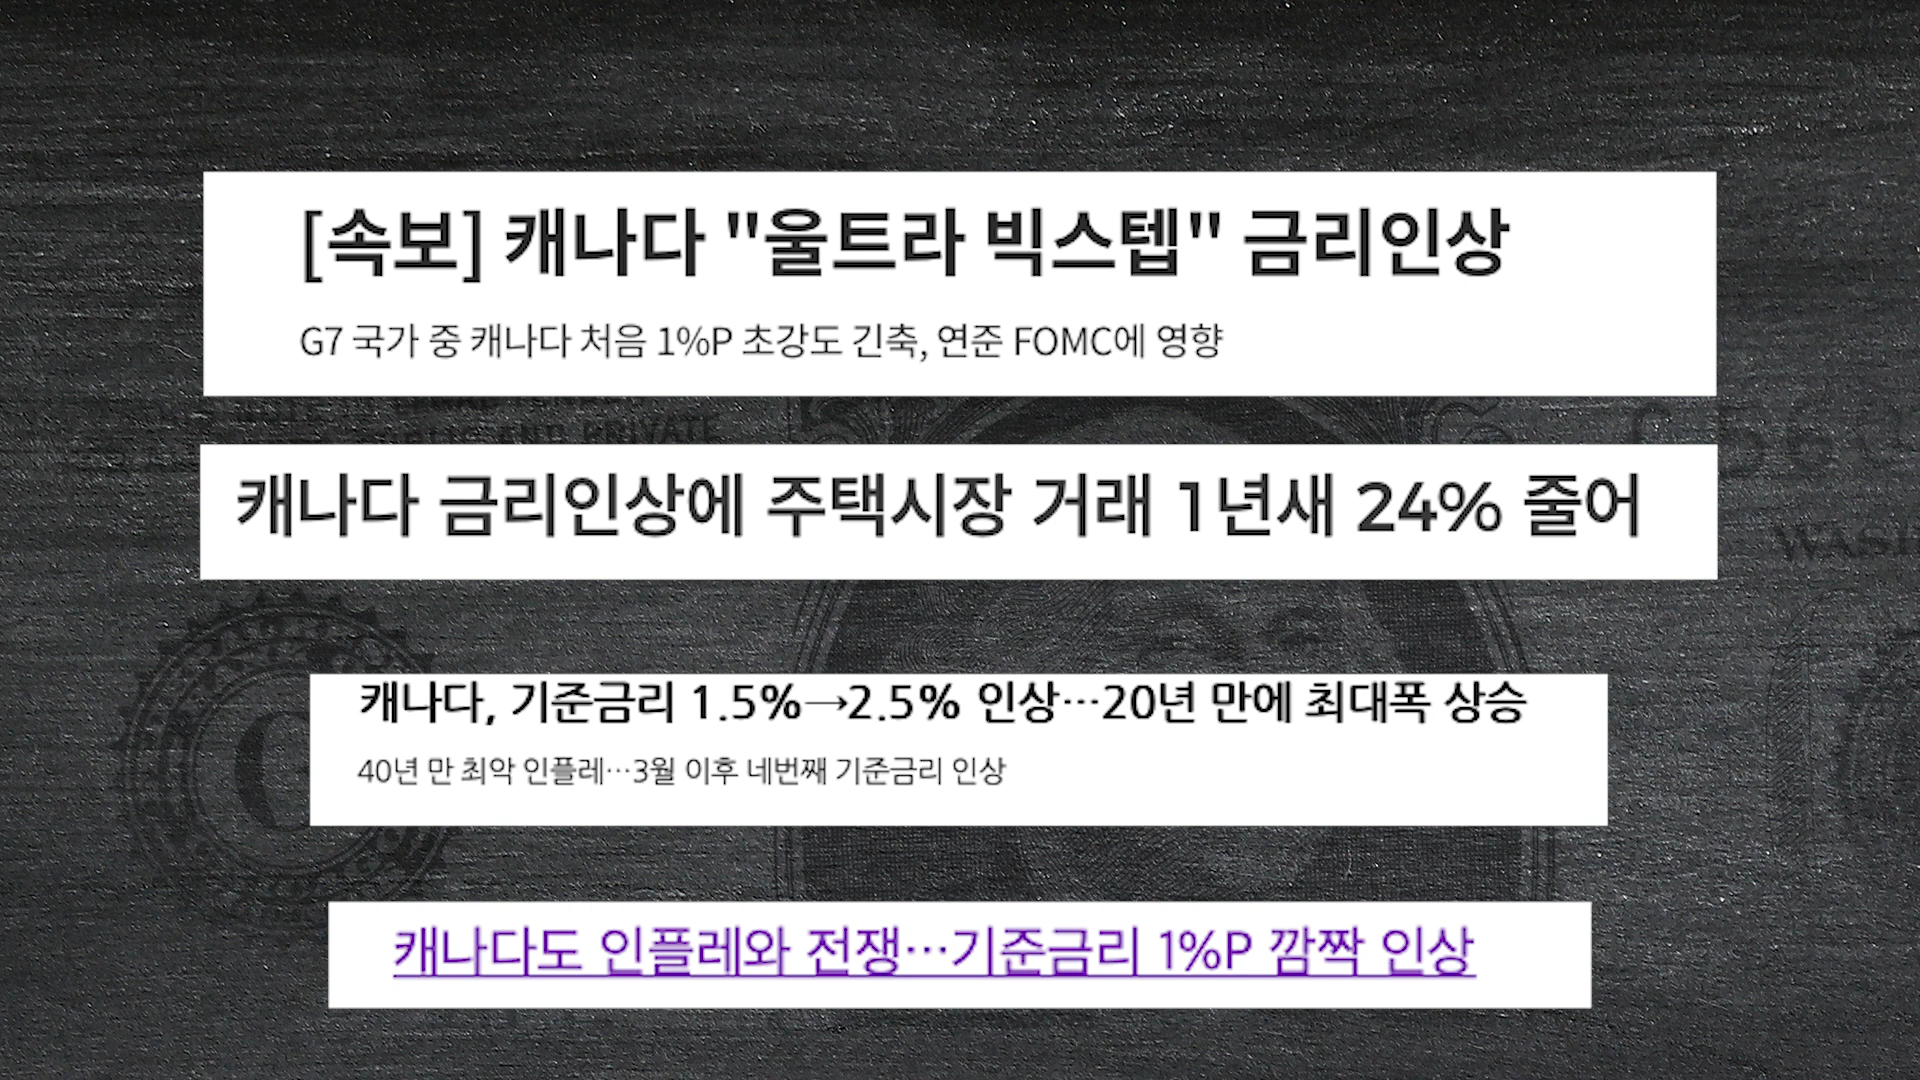 [속보] 캐나다 "울트라 빅스텝" 금리인상
G7 국가 중 캐나다 처음 1%P 초강도 긴축, 연준 FOMC에 영향
PUBLIC AND PRIVATE
캐나다 금리인상에 주택시장 거래 1년새 24% 줄어
캐나다, 기준금리 1.5%→2.5% 인상…20년 만에 최대폭 상승
40년 만 최악 인플레…3월 이후 네번째 기준금리 인상
캐나다도 인플레와 전쟁…기준금리 1%P 깜짝 인상